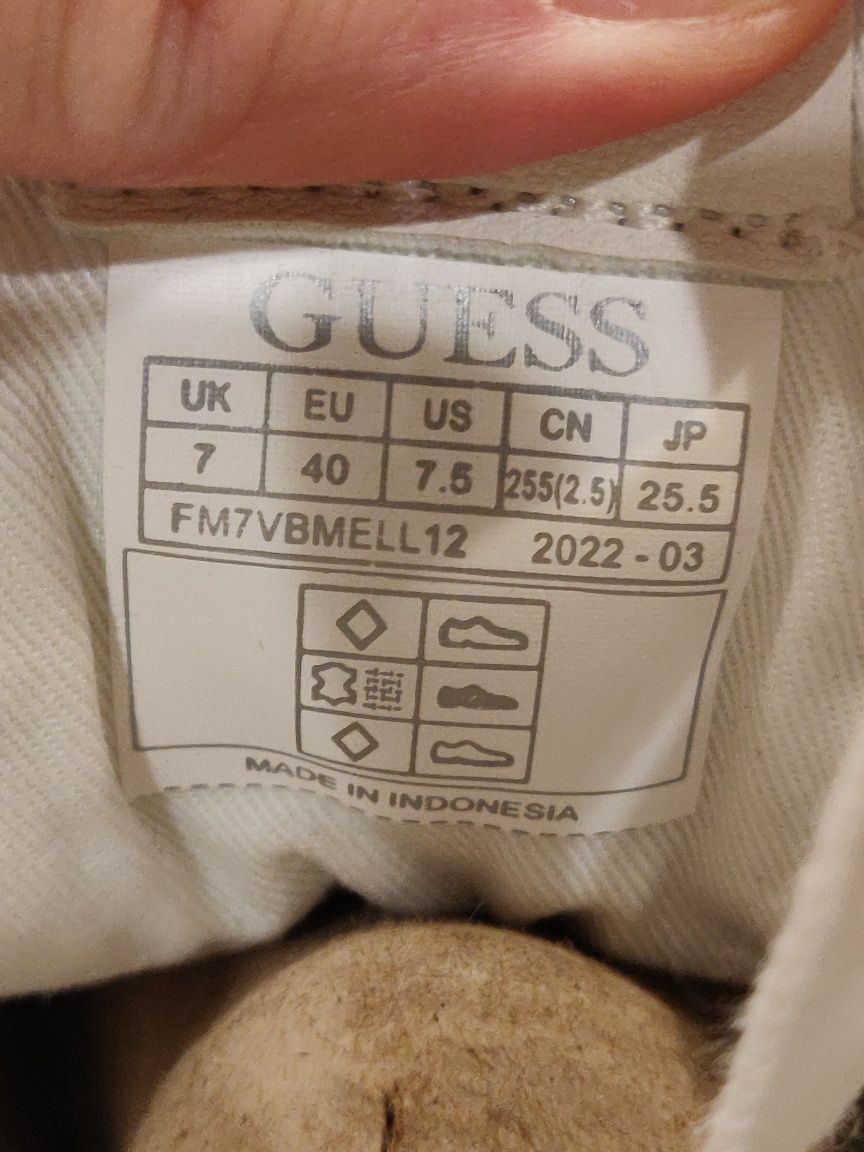 GUESS
UK EU US CN JP
7 40 7.5 255(2.5) 25.5
FM7VBMELL12 2022-03
MADE IN INDONESIA